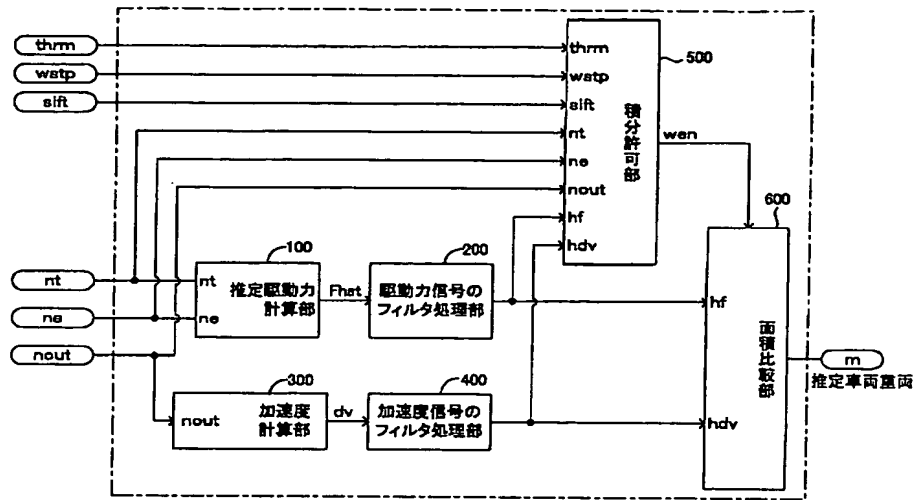 thrm
wstp
sift
nt
ne
nout
thrm
wstp
sift
nt
ne
nout
hf
hdv
500
積分許可部
wen
600
100
nt
ne
推定駆動力
計算部
Fhst
200
駆動力信号の
フィルタ処理部
300
nout
加速度
計算部
dv
400
加速度信号の
フィルタ処理部
hf
hdv
面積比較部
m
推定車両重両